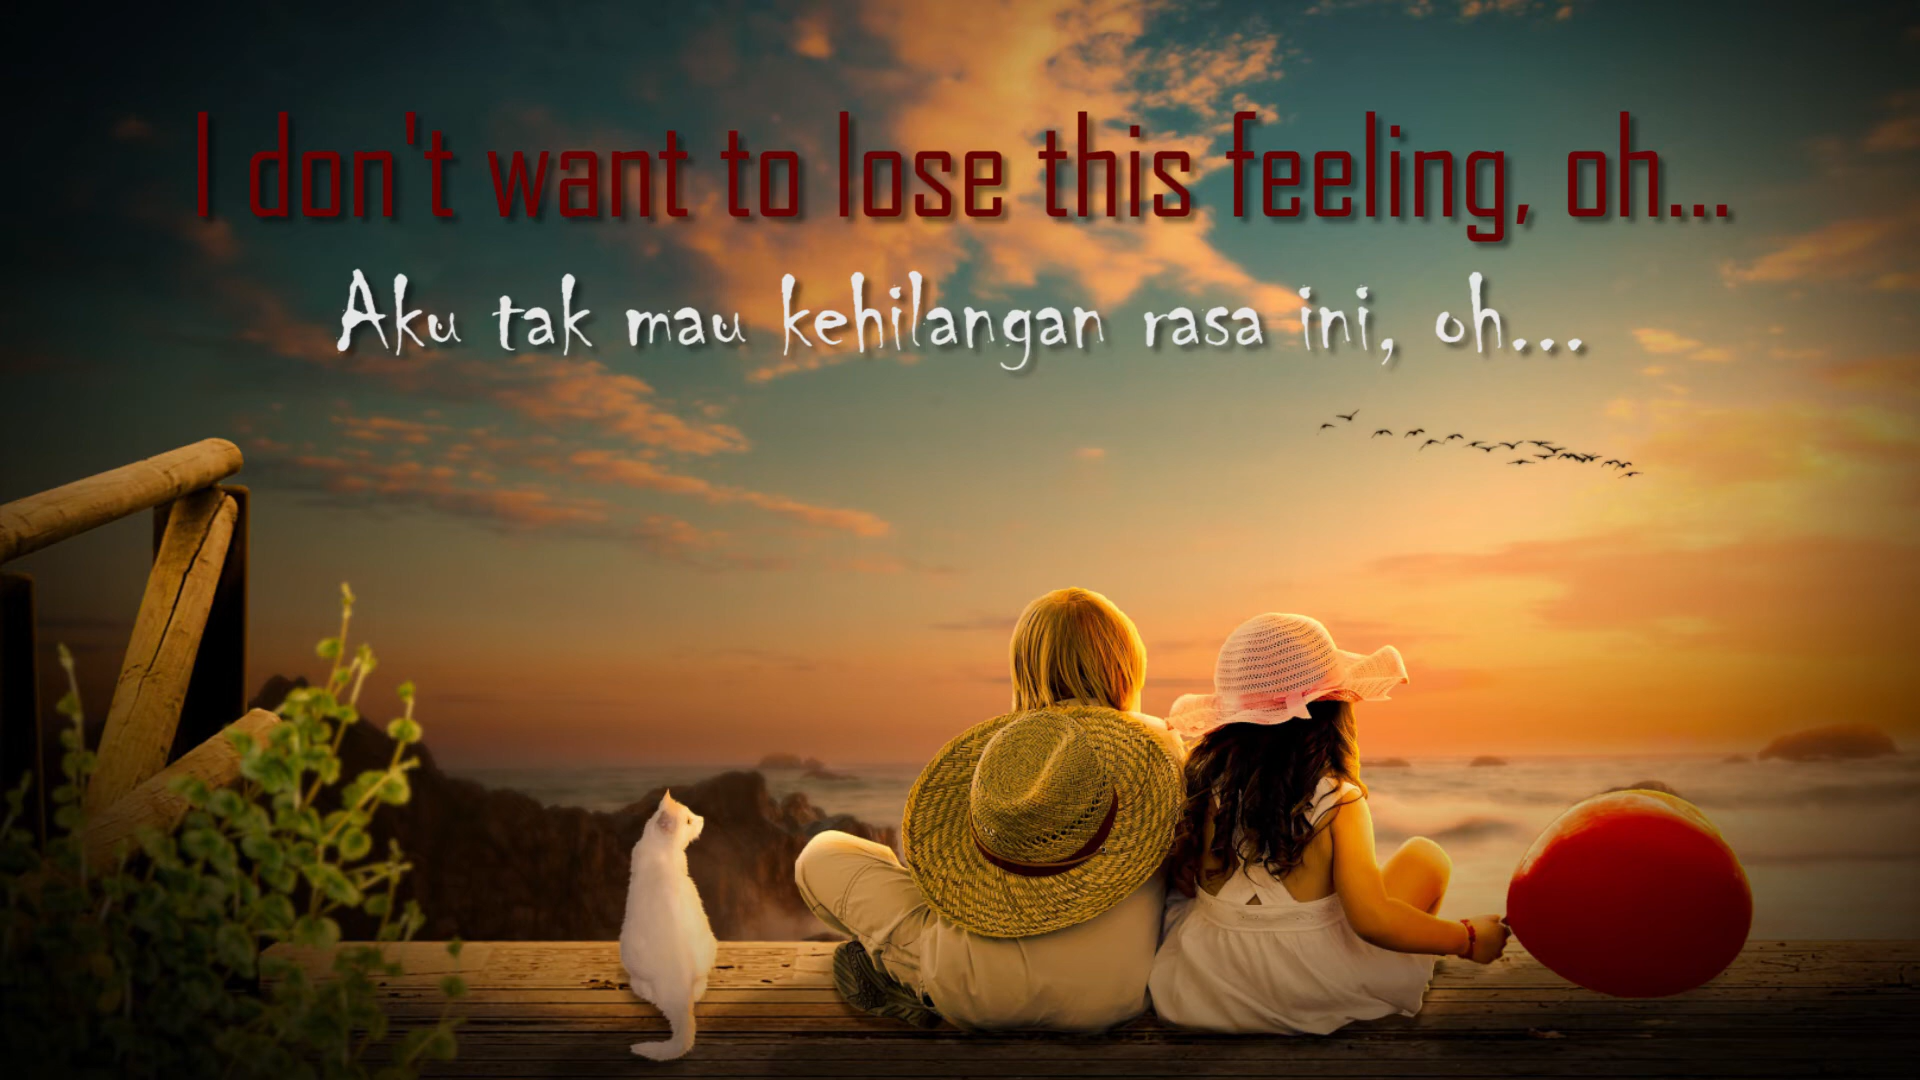 I don't want to lose this feeling, oh...
Aku tak mau kehilangan rasa ini, oh...